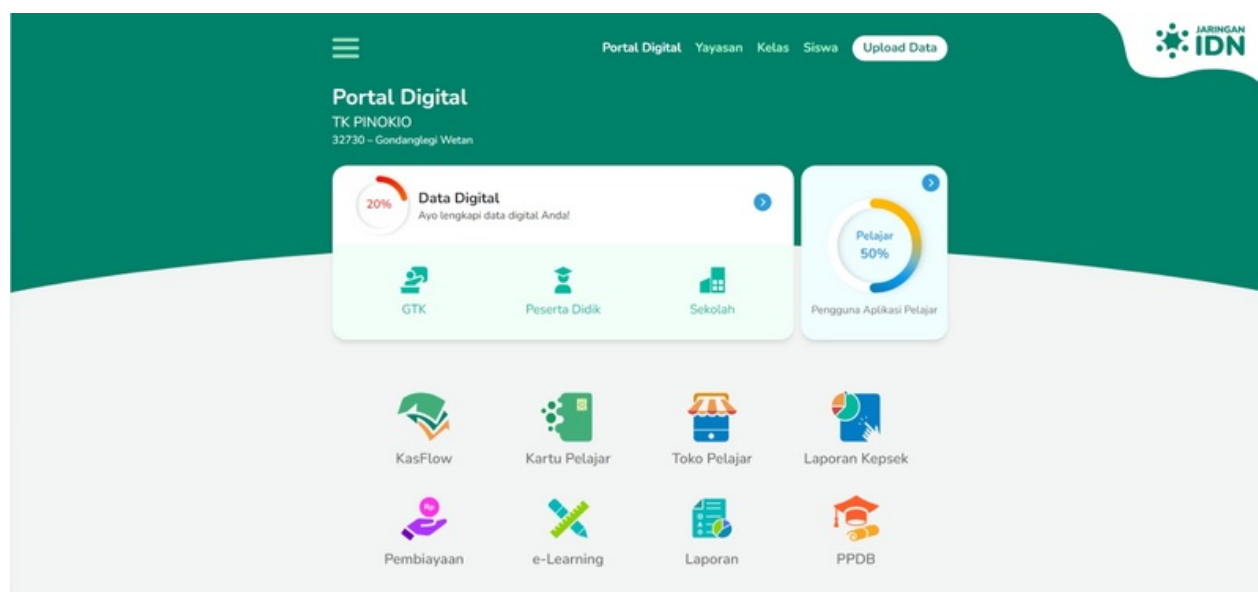 Portal Digital Yayasan Kelas Siswa Upload Data
JARINGAN
IDN
Portal Digital
TK PINOKIO
32730 – Gondanglegi Wetan
20%
Data Digital
Ayo lengkapi data digital Anda!
GTK Peserta Didik Sekolah
Pelajar
50%
Pengguna Aplikasi Pelajar
KasFlow Kartu Pelajar Toko Pelajar Laporan Kepsek
Rp
Pembiayaan e-Learning Laporan PPDB